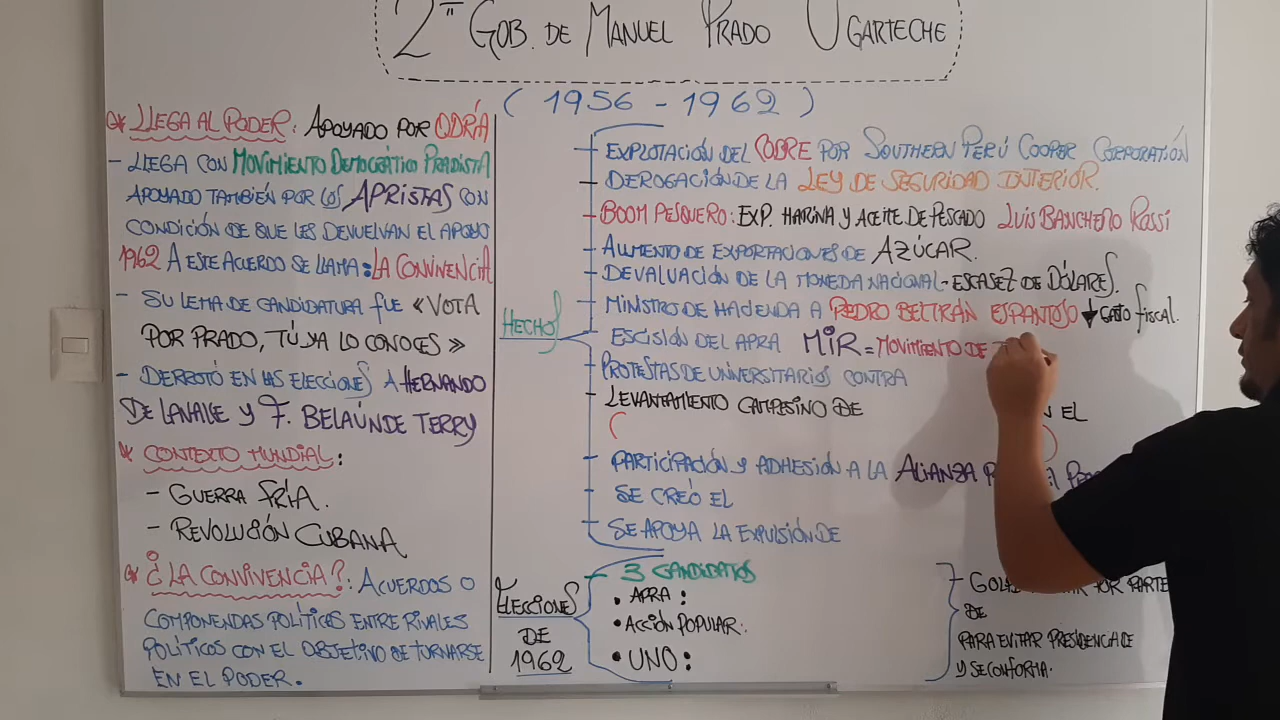 2DO GOB. DE MANUEL PRADO UGARTECHE
(1956 - 1962)
* LLEGA AL PODER: APOYADO POR ODRÍA
- LLEGA CON MOVIMIENTO DEMOCRÁTICO PRADISTA
APOYADO TAMBIÉN POR LOS APRISTAS CON
CONDICIÓN DE QUE LES DEVUELVAN EL APOYO
1962 A ESTE ACUERDO SE LLAMA: LA CONVIVENCIA
- SU LEMA DE CANDIDATURA FUE «VOTA
POR PRADO, TÚ YA LO CONOCES»
- DERROTÓ EN LAS ELECCIONES A HERNANDO
DE LAVALLE Y F. BELAÚNDE TERRY
* CONTEXTO MUNDIAL:
- GUERRA FRÍA.
- REVOLUCIÓN CUBANA
* ¿LA CONVIVENCIA?: ACUERDOS O
COMPONENDAS POLÍTICAS ENTRE RIVALES
POLÍTICOS CON EL OBJETIVO DE TURNARSE
EN EL PODER.
HECHOS
- EXPLOTACIÓN DEL COBRE POR SOUTHERN PERÚ COOPER CORPORATIÓN
- DEROGACIÓN DE LA LEY DE SEGURIDAD INTERIOR.
- BOOM PESQUERO: EXP. HARINA Y ACEITE DE PESCADO LUIS BANCHERO ROSSI
- AUMENTO DE EXPORTACIONES DE AZÚCAR.
- DEVALUACIÓN DE LA MONEDA NACIONAL - ESCASEZ DE DÓLARES.
- MINISTRO DE HACIENDA A PEDRO BELTRÁN ESPANTOSO ↓ GASTO fiscal.
ESCISIÓN DEL APRA MIR = MOVIMIENTO DE
- PROTESTAS DE UNIVERSITARIOS CONTRA
- LEVANTAMIENTO CAMPESINO DE EN EL
(
)
- PARTICIPACIÓN Y ADHESIÓN A LA ALIANZA
- SE CREÓ EL
- SE APOYA LA EXPULSIÓN DE
ELECCIONES
DE
1962
- 3 CANDIDATOS
• APRA:
• ACCIÓN POPULAR:
• UNO:
POR PARTE
DE
PARA EVITAR PRESIDENCIA DE
Y SE CONFORMA.